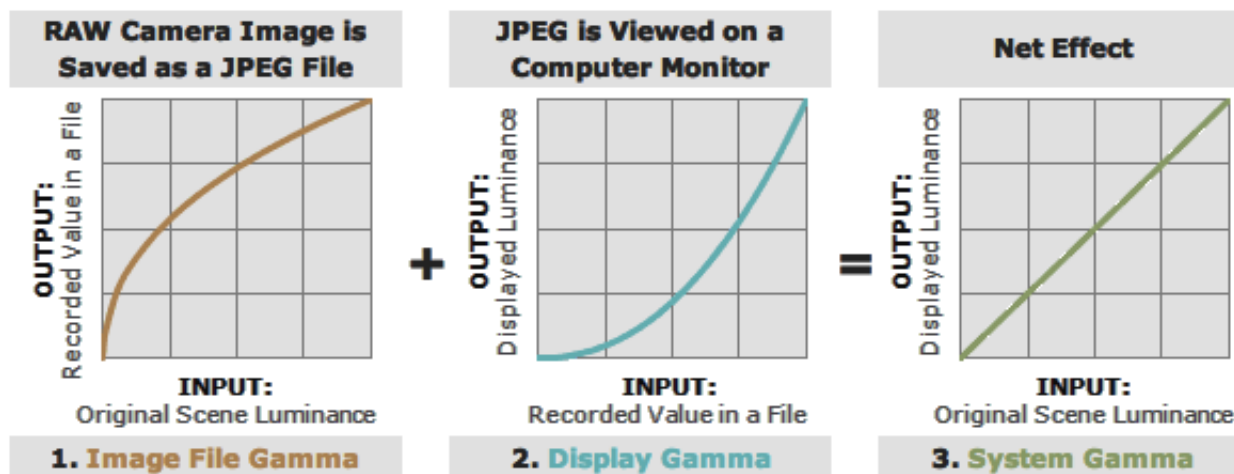 RAW Camera Image is
Saved as a JPEG File
OUTPUT:
Recorded Value in a File
INPUT:
Original Scene Luminance
1. Image File Gamma
+
JPEG is Viewed on a
Computer Monitor
OUTPUT:
Displayed Luminance
INPUT:
Recorded Value in a File
2. Display Gamma
=
Net Effect
OUTPUT:
Displayed Luminance
INPUT:
Original Scene Luminance
3. System Gamma